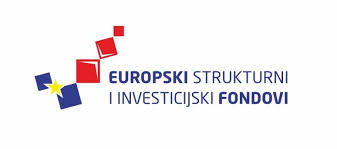 EUROPSKI STRUKTURNI
I INVESTICIJSKI FONDOVI